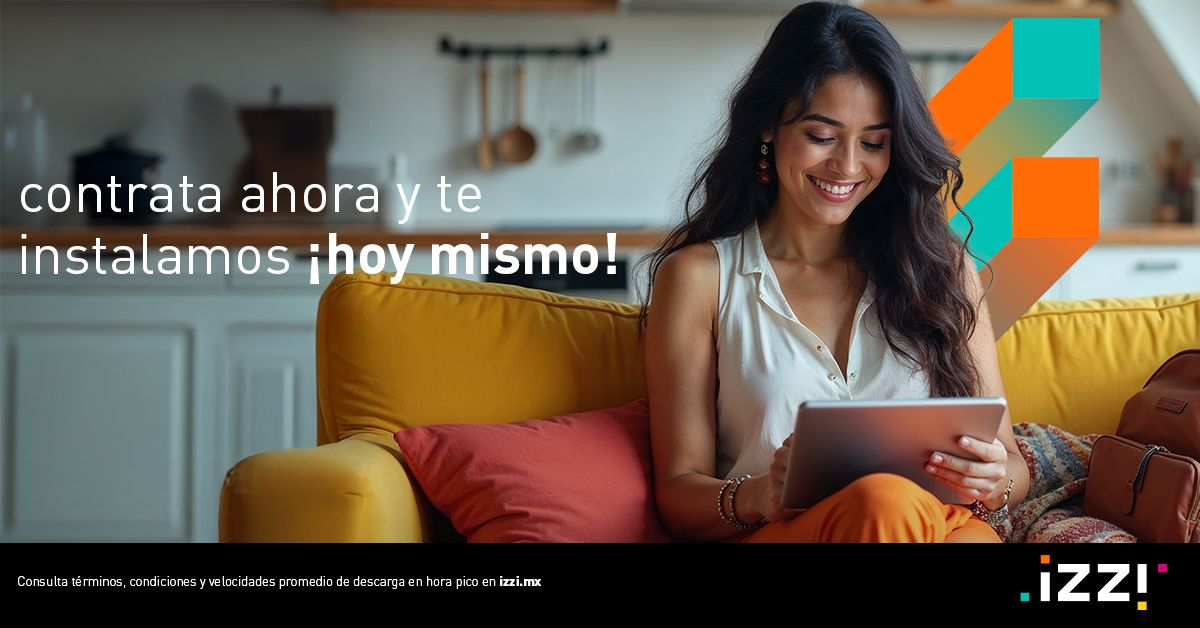 contrata ahora y te
instalamos ¡hoy mismo!
Consulta términos, condiciones y velocidades promedio de descarga en hora pico en izzi.mx
izzi